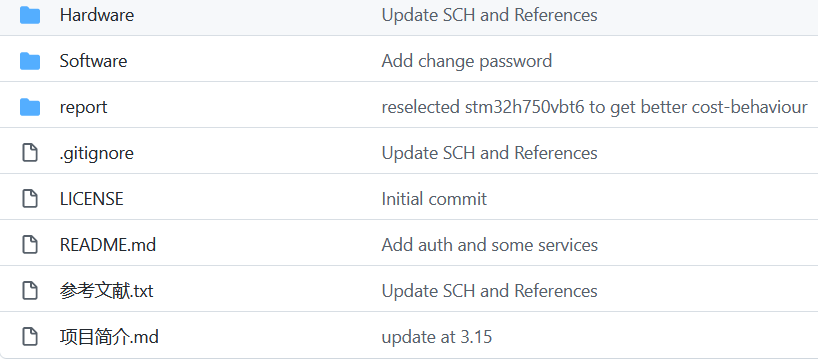 Hardware Update SCH and References
Software Add change password
report reselected stm32h750vbt6 to get better cost-behaviour
.gitignore Update SCH and References
LICENSE Initial commit
README.md Add auth and some services
参考文献.txt Update SCH and References
项目简介.md update at 3.15